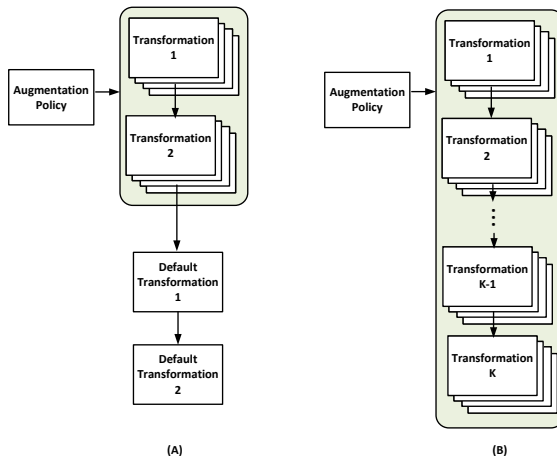 Transformation
1
Augmentation
Policy
Transformation
2
Default
Transformation
1
Default
Transformation
2
(A)
Transformation
1
Augmentation
Policy
Transformation
2
Transformation
K-1
Transformation
K
(B)